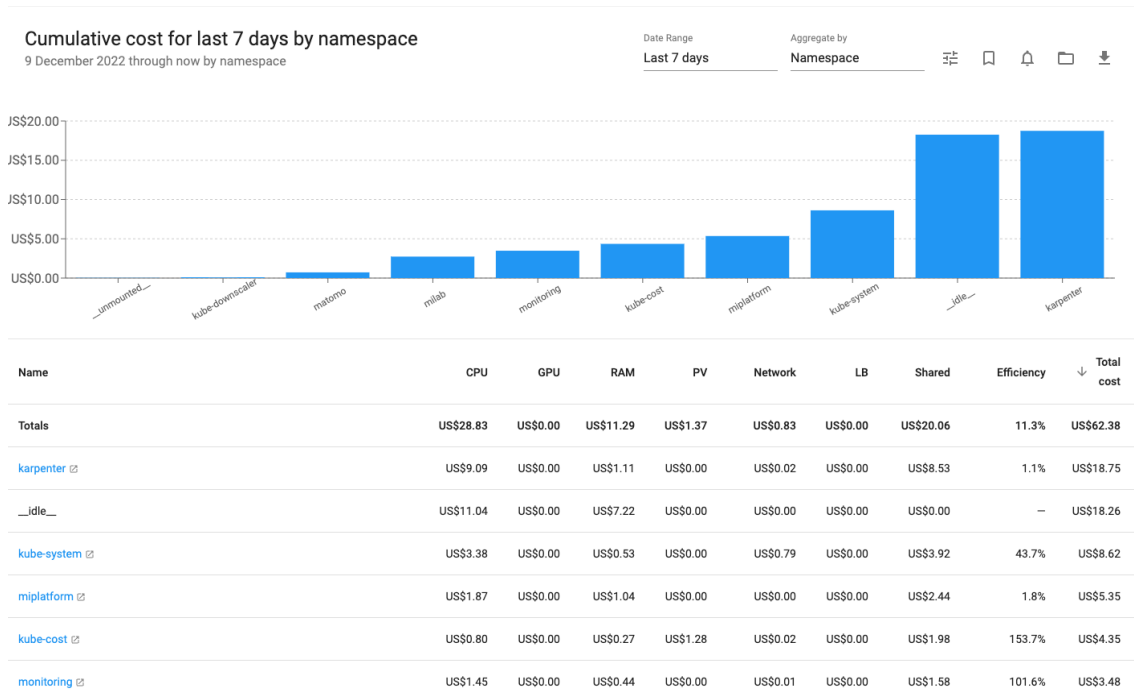 Cumulative cost for last 7 days by namespace
9 December 2022 through now by namespace
Date Range
Last 7 days
Aggregate by
Namespace
US$20.00
US$15.00
US$10.00
US$5.00
US$0.00
__unmounted__
kube-downscaler
matomo
milab
monitoring
kube-cost
miplatform
kube-system
__idle__
karpenter
Name CPU GPU RAM PV Network LB Shared Efficiency Total cost
Totals US$28.83 US$0.00 US$11.29 US$1.37 US$0.83 US$0.00 US$20.06 11.3% US$62.38
karpenter US$9.09 US$0.00 US$1.11 US$0.00 US$0.02 US$0.00 US$8.53 1.1% US$18.75
__idle__ US$11.04 US$0.00 US$7.22 US$0.00 US$0.00 US$0.00 US$0.00 — US$18.26
kube-system US$3.38 US$0.00 US$0.53 US$0.00 US$0.79 US$0.00 US$3.92 43.7% US$8.62
miplatform US$1.87 US$0.00 US$1.04 US$0.00 US$0.00 US$0.00 US$2.44 1.8% US$5.35
kube-cost US$0.80 US$0.00 US$0.27 US$1.28 US$0.02 US$0.00 US$1.98 153.7% US$4.35
monitoring US$1.45 US$0.00 US$0.44 US$0.00 US$0.01 US$0.00 US$1.58 101.6% US$3.48